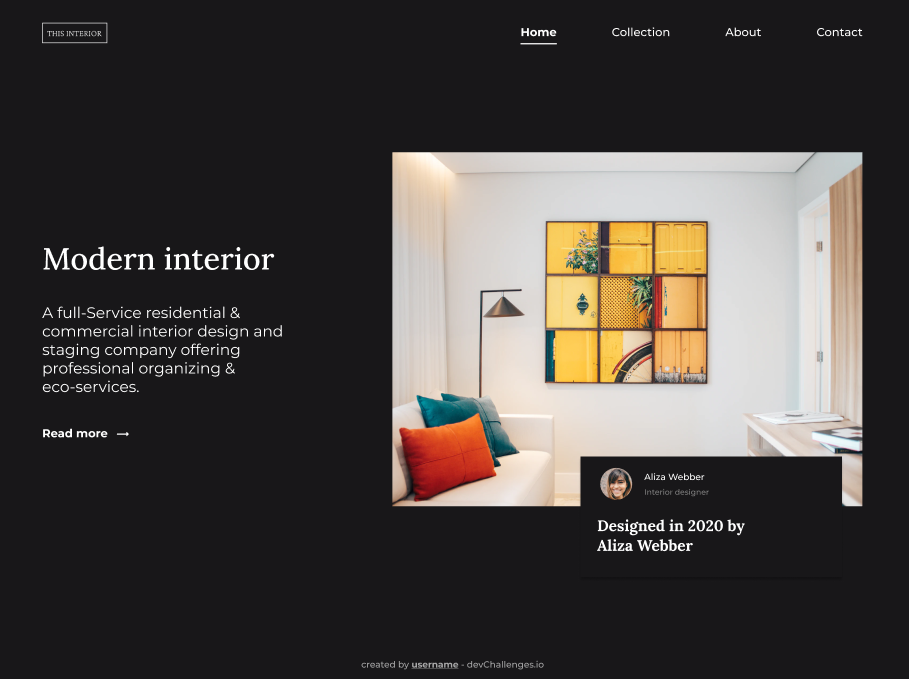 THIS INTERIOR
Home
Collection
About
Contact
Modern interior
A full-Service residential &
commercial interior design and
staging company offering
professional organizing &
eco-services.
Read more
Aliza Webber
Interior designer
Designed in 2020 by
Aliza Webber
created by username - devChallenges.io